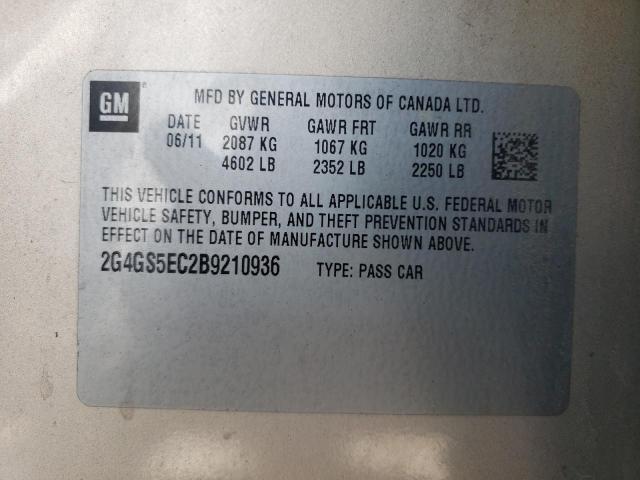 GM
MFD BY GENERAL MOTORS OF CANADA LTD.
DATE GVWR GAWR FRT GAWR RR
06/11 2087 KG 1067 KG 1020 KG
4602 LB 2352 LB 2250 LB
THIS VEHICLE CONFORMS TO ALL APPLICABLE U.S. FEDERAL MOTOR
VEHICLE SAFETY, BUMPER, AND THEFT PREVENTION STANDARDS IN
EFFECT ON THE DATE OF MANUFACTURE SHOWN ABOVE.
2G4GS5EC2B9210936 TYPE: PASS CAR